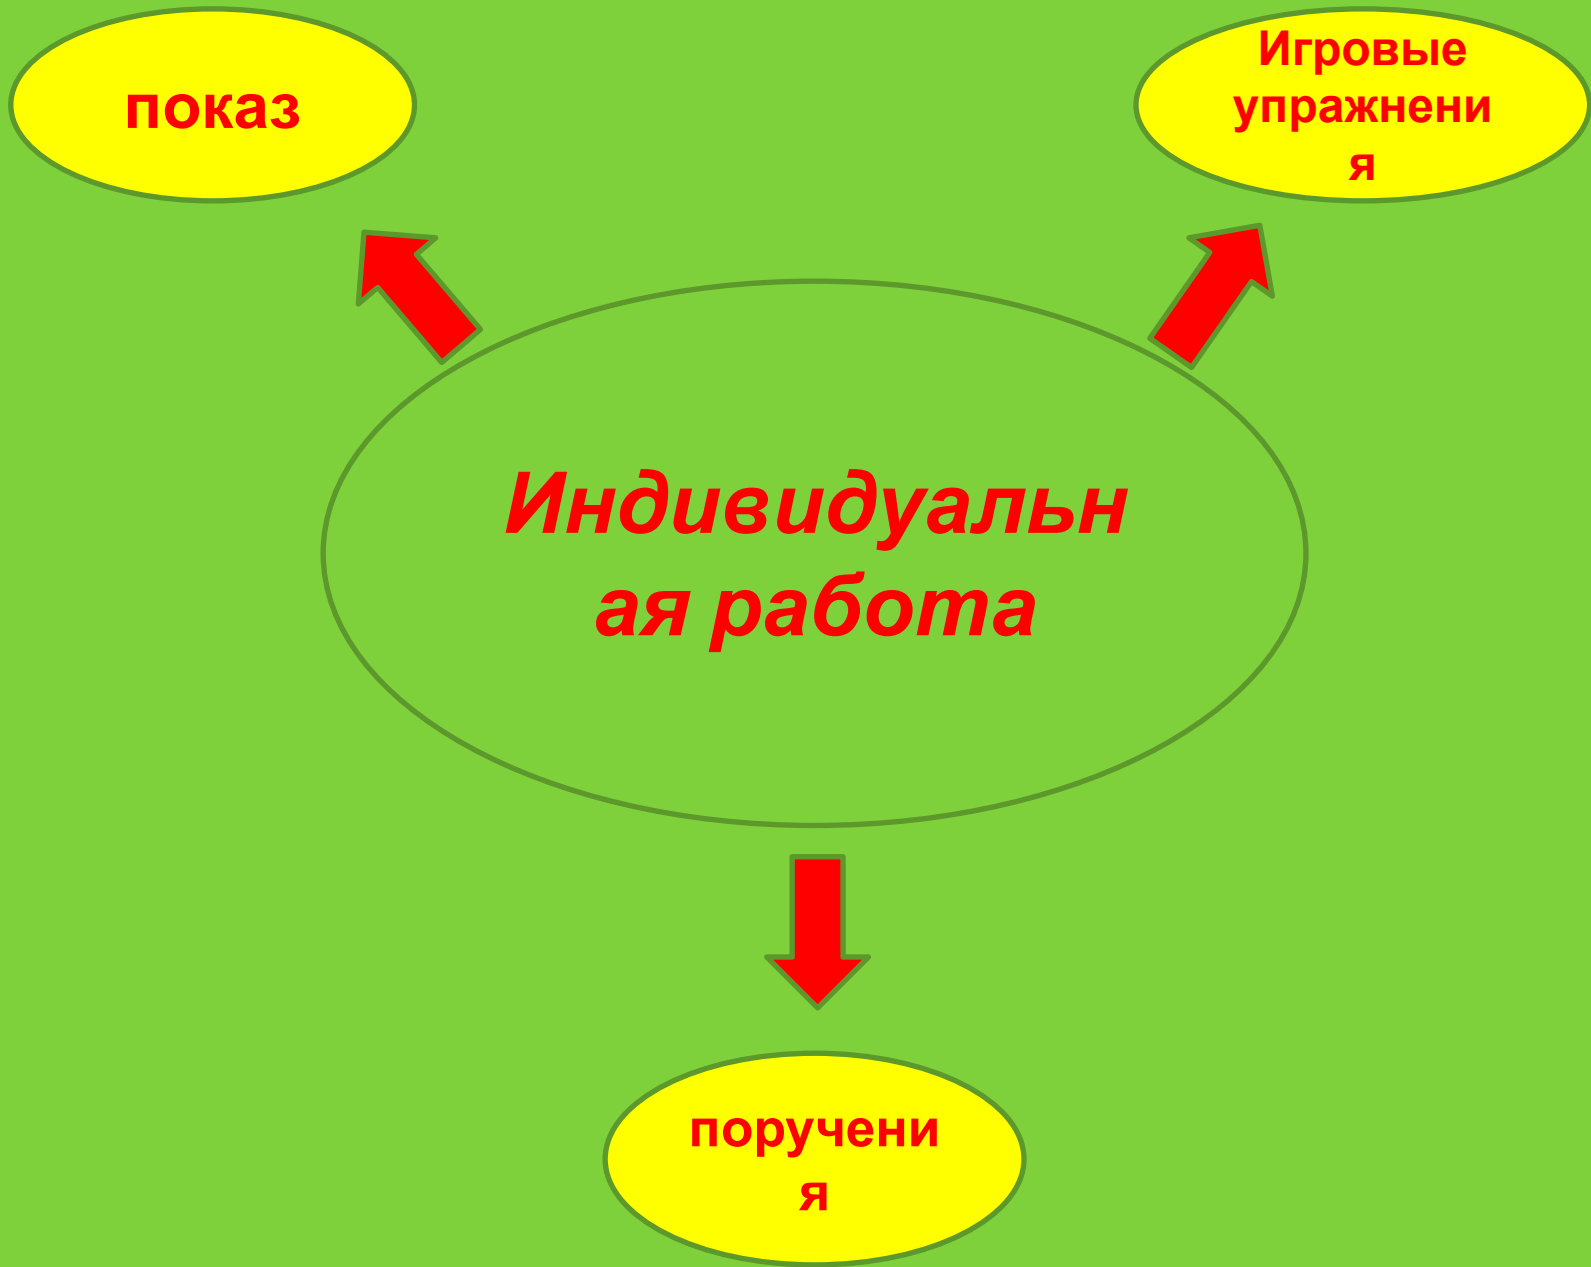 показ
Игровые
упражнени
я
Индивидуальн
ая работа
поручени
я